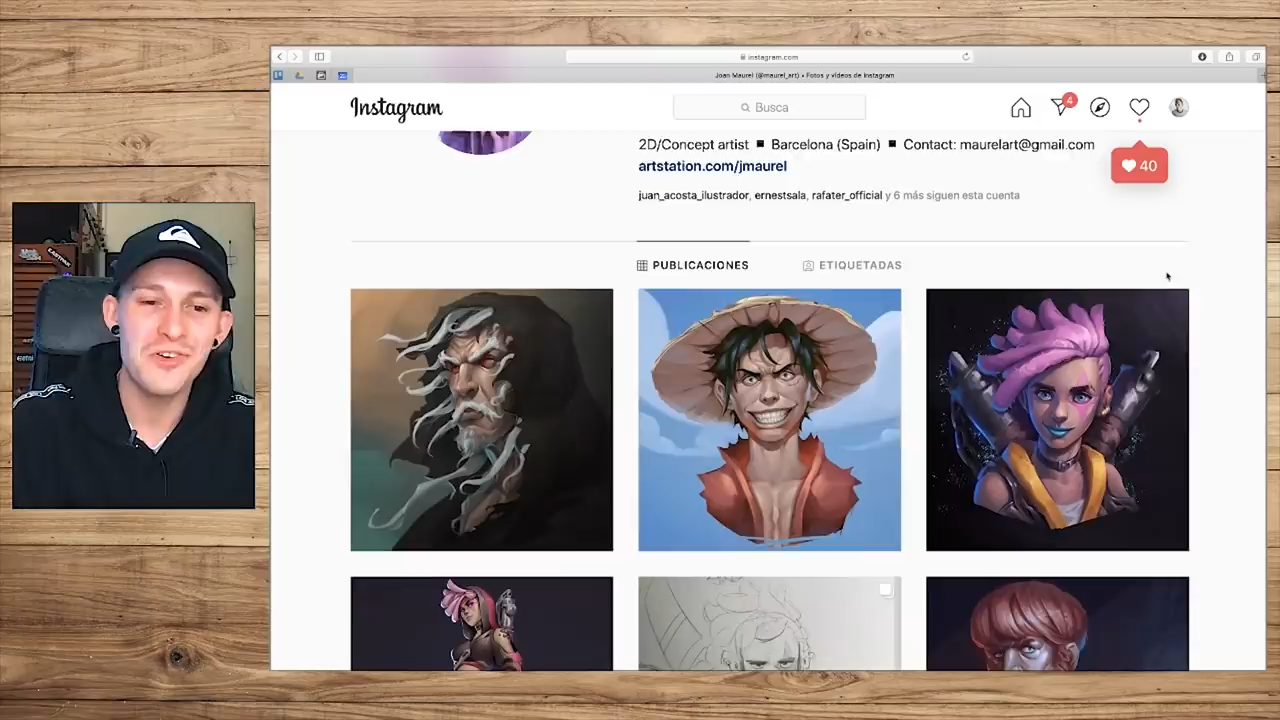 instagram.com
Joan Maurel (@maurel_art) • Fotos y videos de Instagram
Instagram
Busca
4
2D/Concept artist ■ Barcelona (Spain) ■ Contact: maurelart@gmail.com
40
artstation.com/jmaurel
juan_acosta_ilustrador, ernestsala, rafater_official y 6 más siguen esta cuenta
PUBLICACIONES
ETIQUETADAS